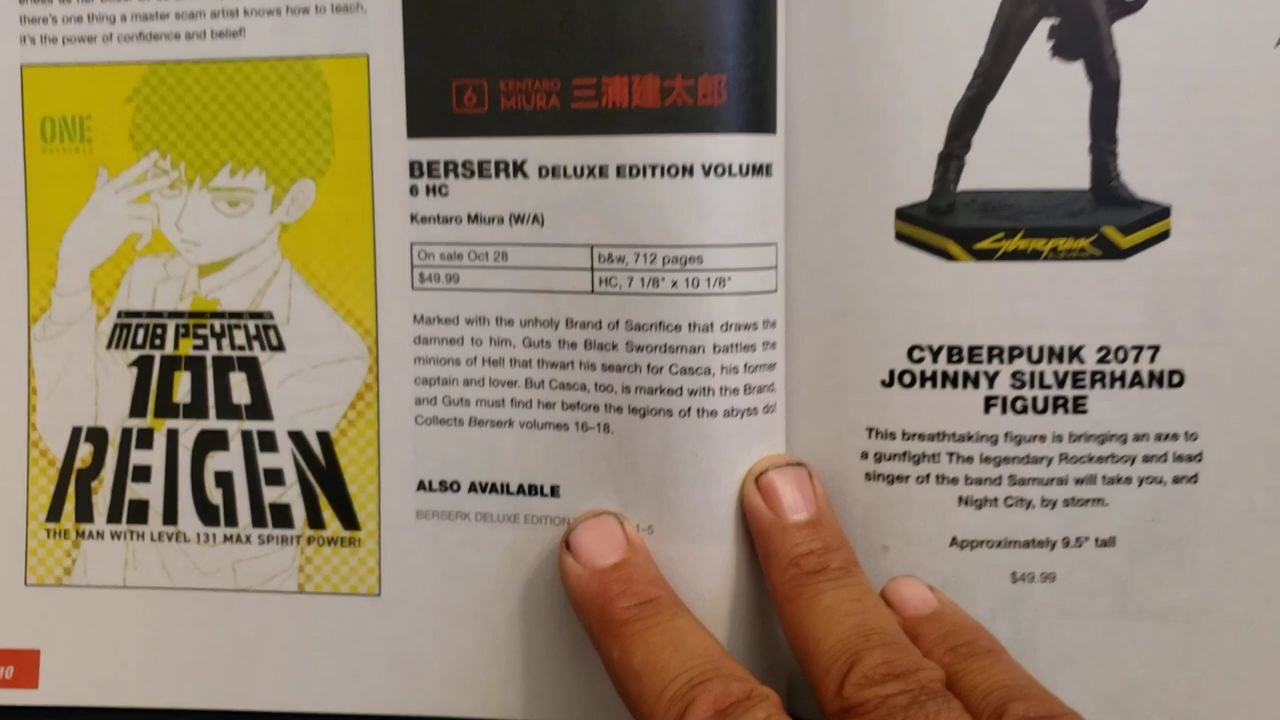 there's one thing a master scam artist knows how to teach,
it's the power of confidence and belief!
ONE
MOB PSYCHO
100
REIGEN
THE MAN WITH LEVEL 131 MAX SPIRIT POWER!
6 KENTARO MIURA 三浦建太郎
BERSERK DELUXE EDITION VOLUME
6 HC
Kentaro Miura (W/A)
On sale Oct 28 b&w, 712 pages
$49.99 HC, 7 1/8" x 10 1/8"
Marked with the unholy Brand of Sacrifice that draws the
damned to him, Guts the Black Swordsman battles the
minions of Hell that thwart his search for Casca, his former
captain and lover. But Casca, too, is marked with the Brand,
and Guts must find her before the legions of the abyss do!
Collects Berserk volumes 16–18.
ALSO AVAILABLE
BERSERK DELUXE EDITION 1–5
CYBERPUNK
CYBERPUNK 2077
JOHNNY SILVERHAND
FIGURE
This breathtaking figure is bringing an axe to
a gunfight! The legendary Rockerboy and lead
singer of the band Samurai will take you, and
Night City, by storm.
Approximately 9.5" tall
$49.99